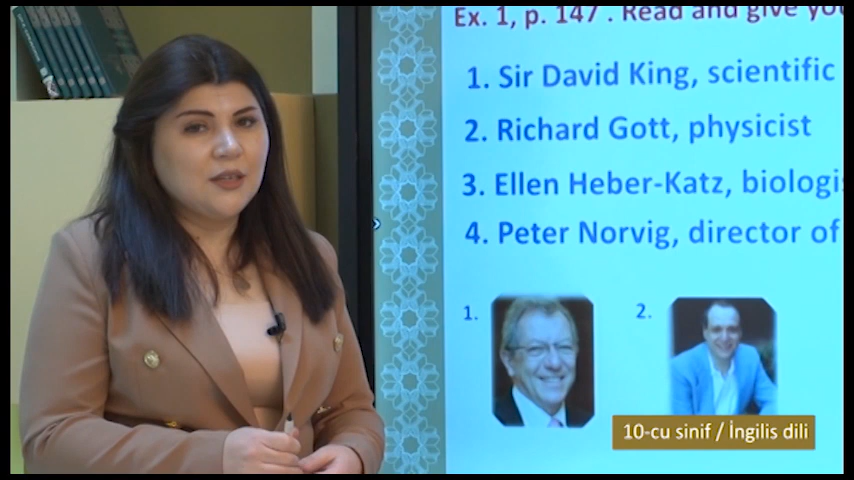 Ex. 1, p. 147 . Read and give you
1. Sir David King, scientific
2. Richard Gott, physicist
3. Ellen Heber-Katz, biologi
4. Peter Norvig, director of
1.
2.
10-cu sinif / İngilis dili